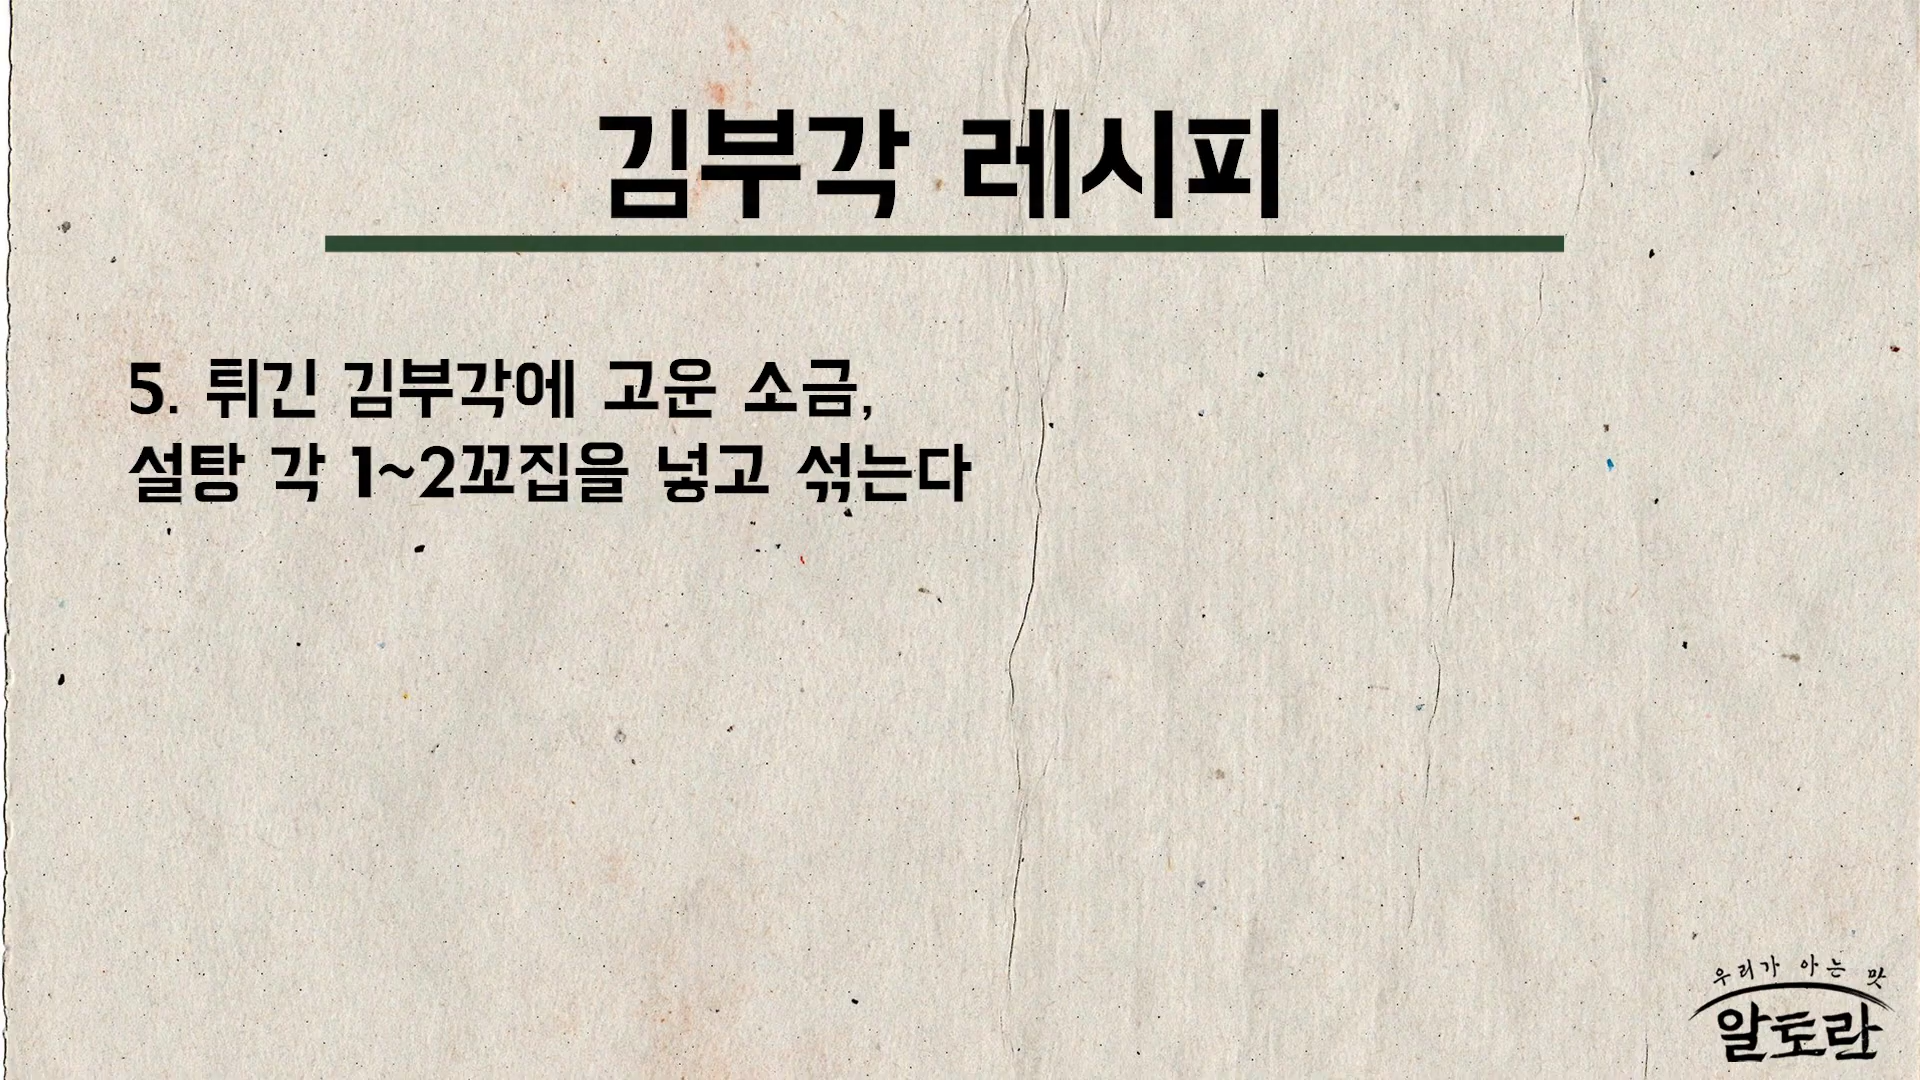 김부각 레시피
5. 튀긴 김부각에 고운 소금,
설탕 각 1~2꼬집을 넣고 섞는다
우리가 아는 맛
알토란